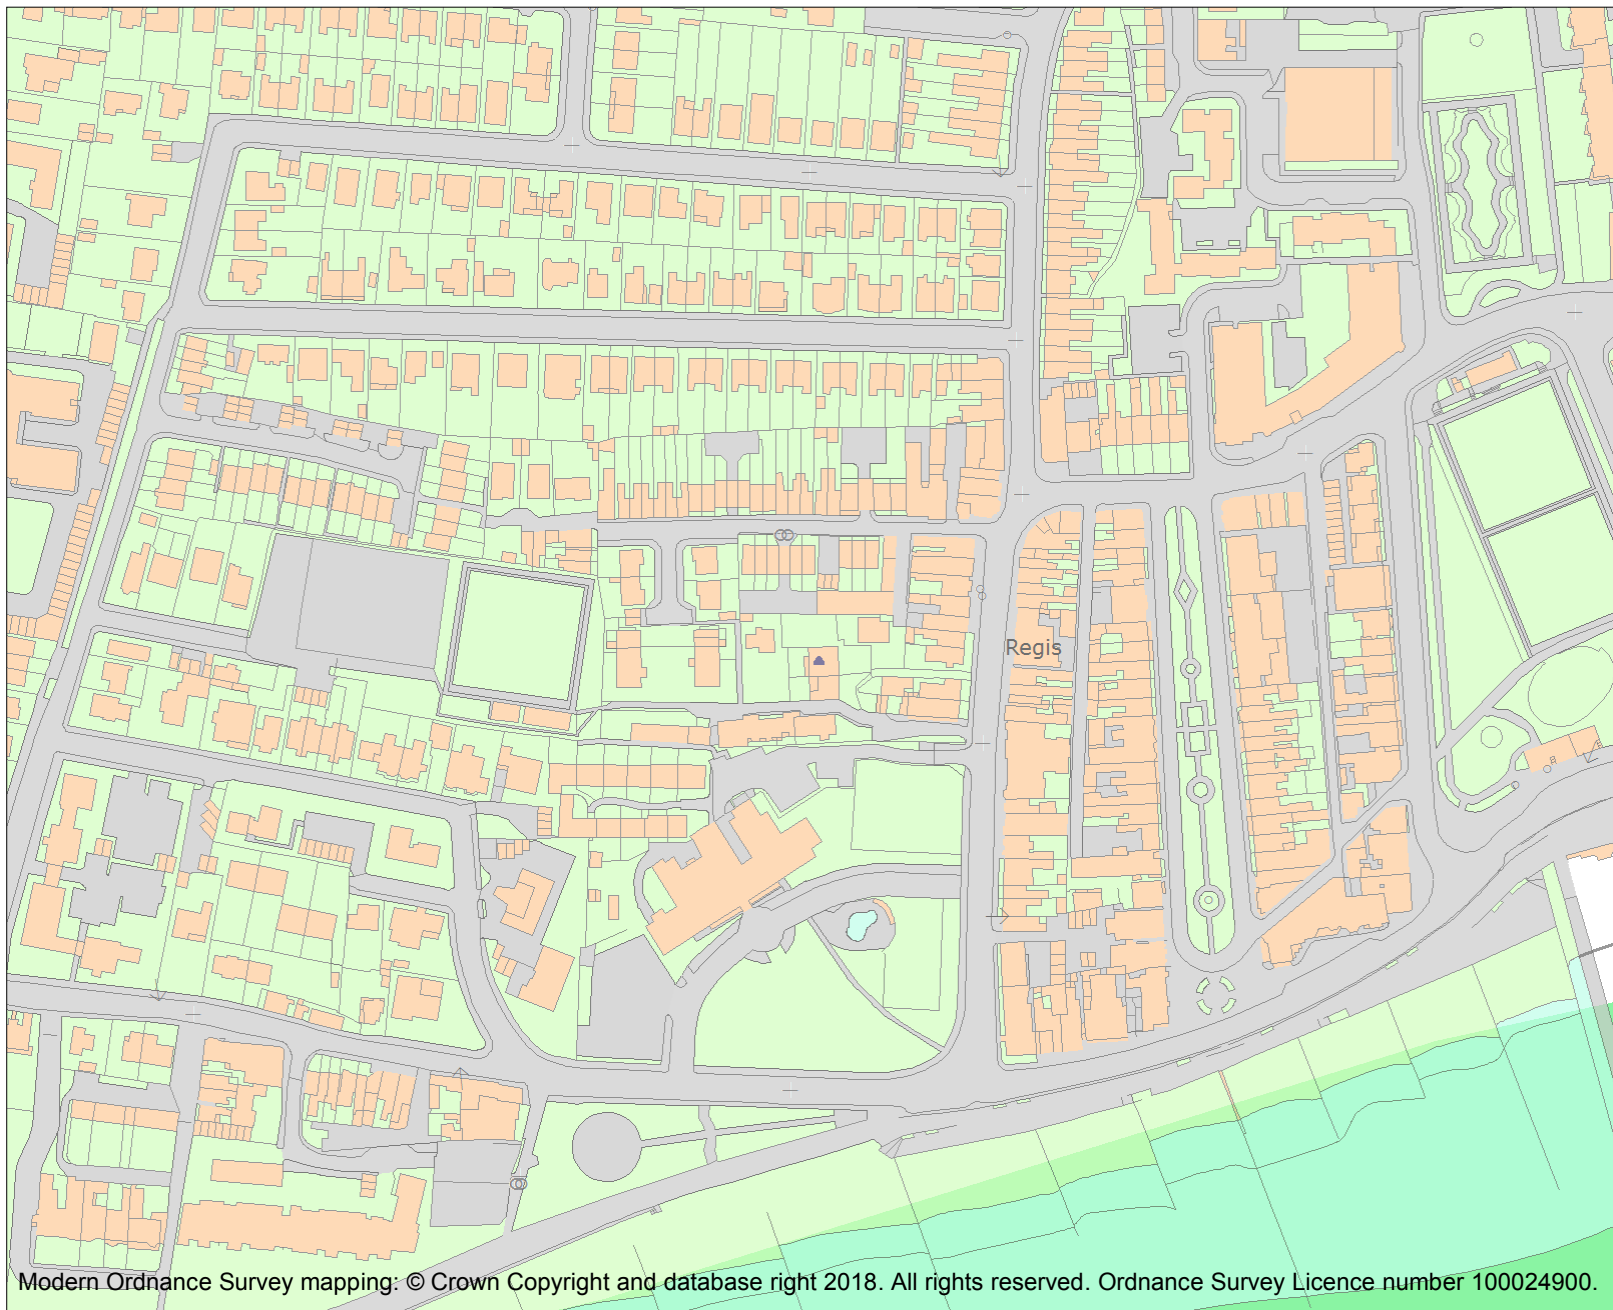 Regis
Modern Ordnance Survey mapping: © Crown Copyright and database right 2018. All rights reserved. Ordnance Survey Licence number 100024900.